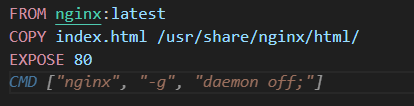 FROM nginx:latest
COPY index.html /usr/share/nginx/html/
EXPOSE 80
CMD ["nginx", "-g", "daemon off;"]